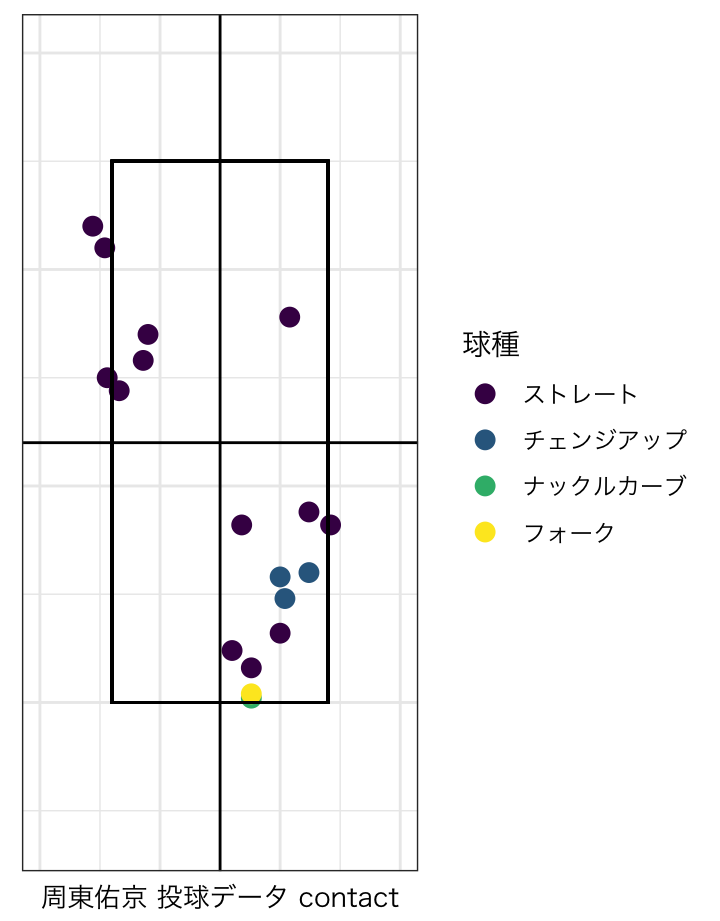 球種
ストレート
チェンジアップ
ナックルカーブ
フォーク
周東佑京 投球データ contact